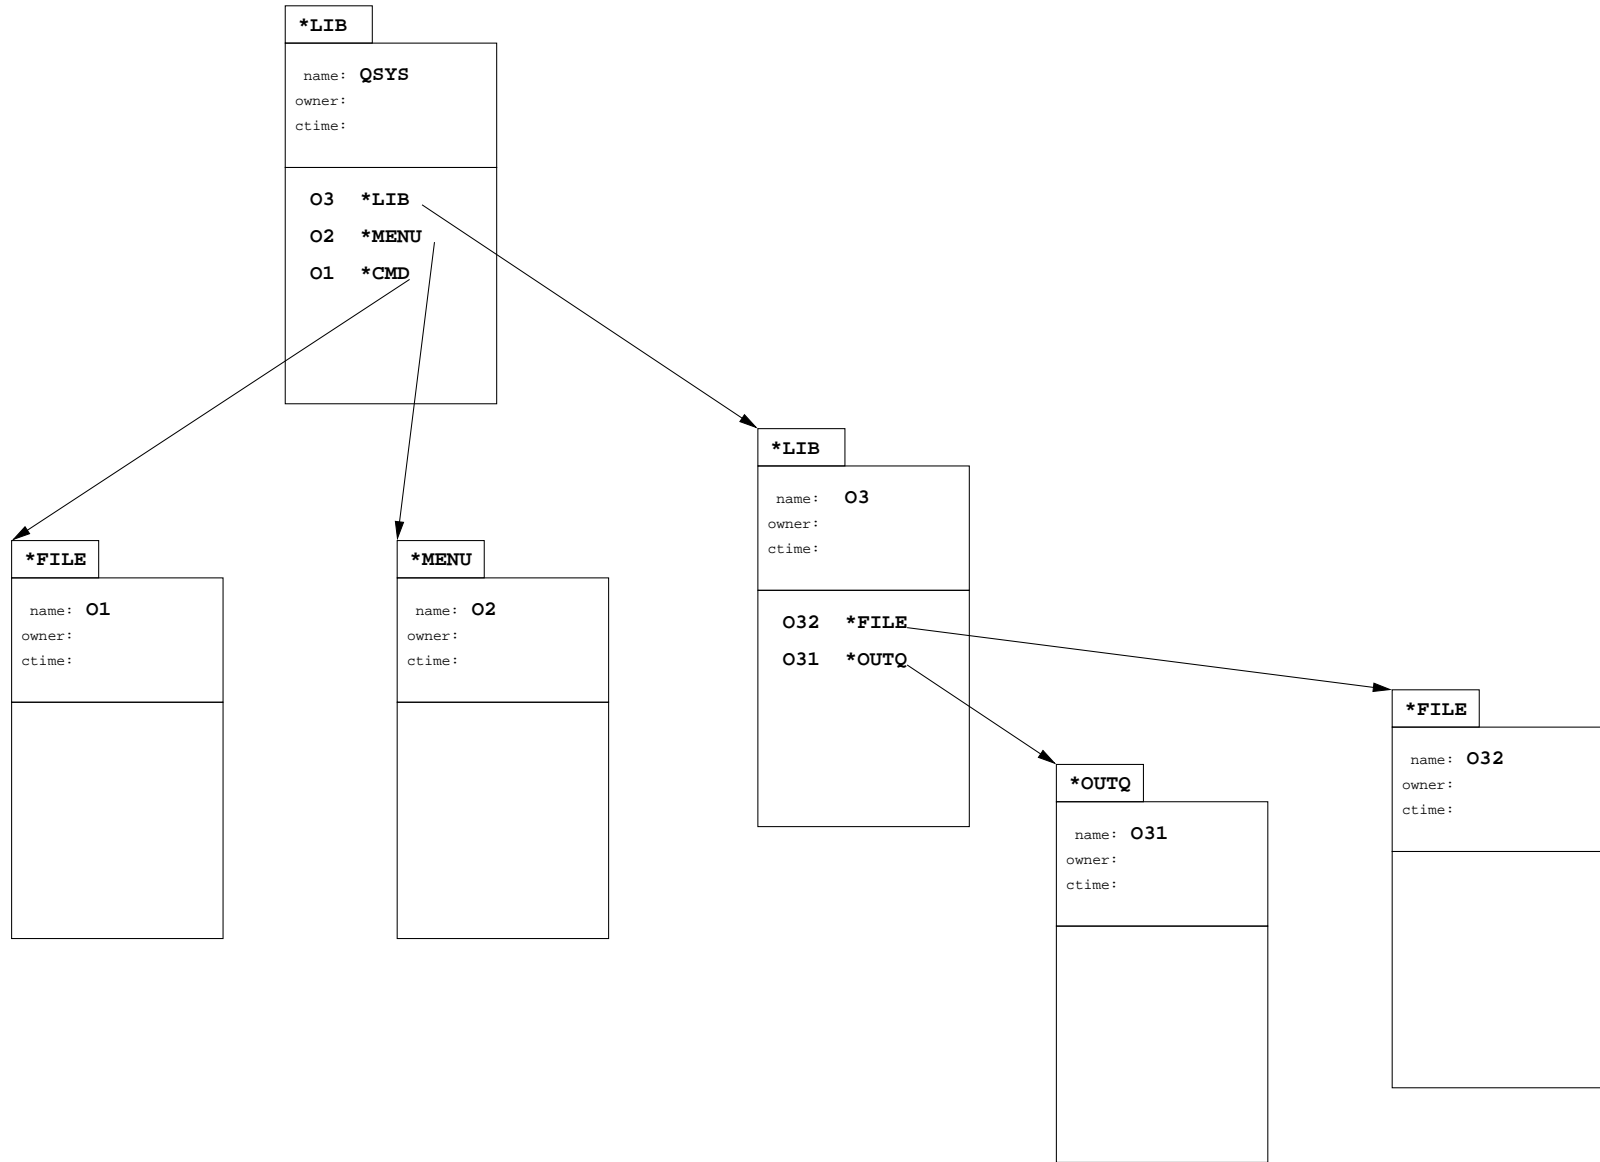 *LIB
name: QSYS
owner:
ctime:
O3 *LIB
O2 *MENU
O1 *CMD
*LIB
name: O3
owner:
ctime:
O32 *FILE
O31 *OUTQ
*FILE
name: O1
owner:
ctime:
*MENU
name: O2
owner:
ctime:
*FILE
name: O32
owner:
ctime:
*OUTQ
name: O31
owner:
ctime: